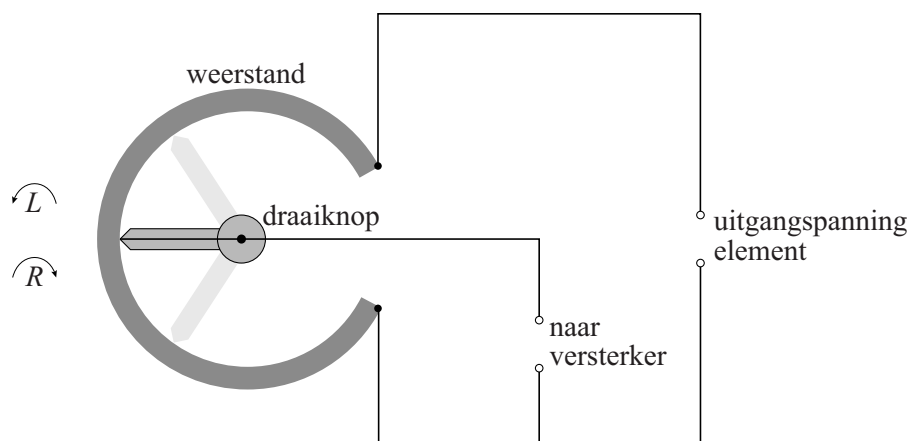 weerstand
L
draaiknop
R
uitgangspanning
element
naar
versterker